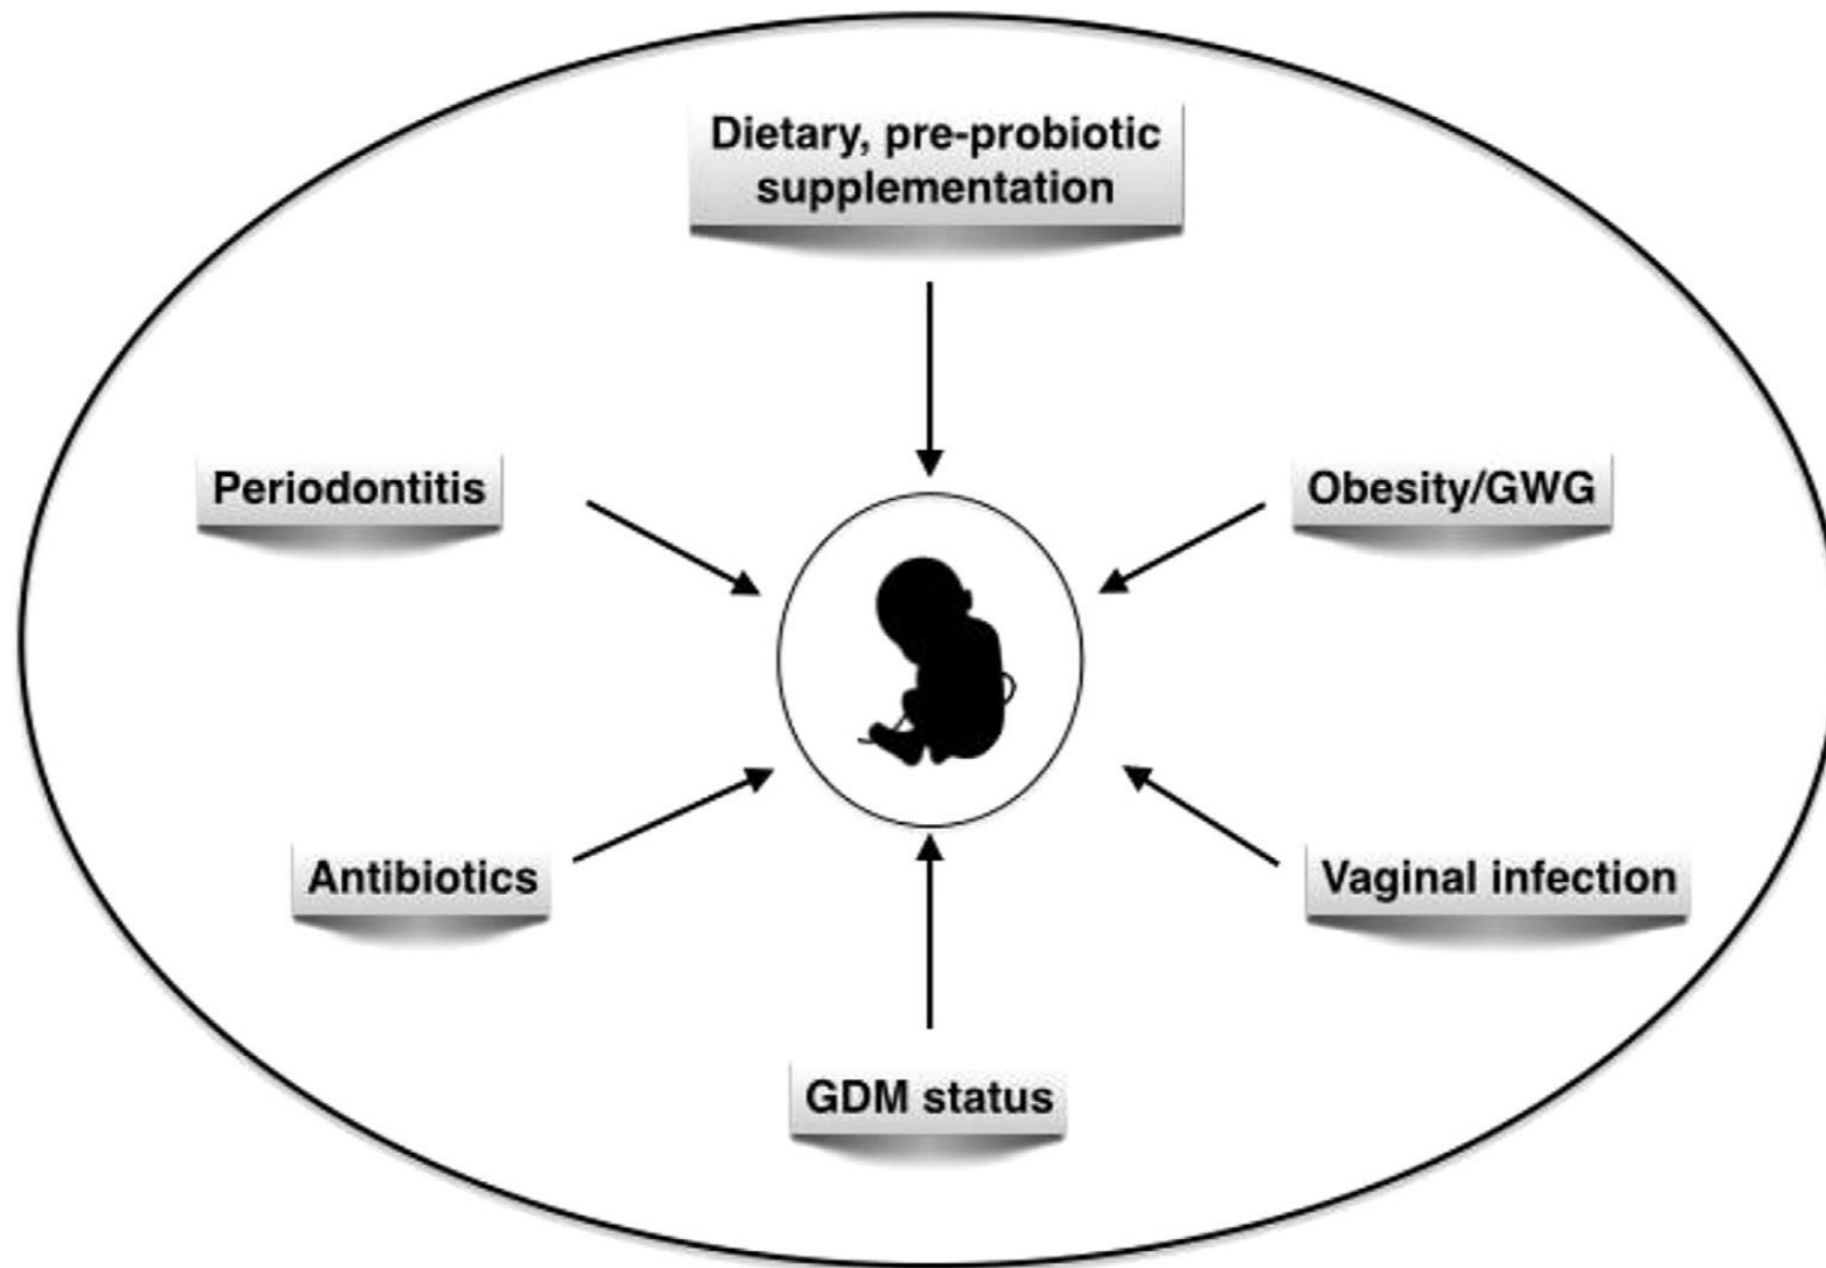 Dietary, pre-probiotic
supplementation
Periodontitis
Obesity/GWG
Antibiotics
Vaginal infection
GDM status